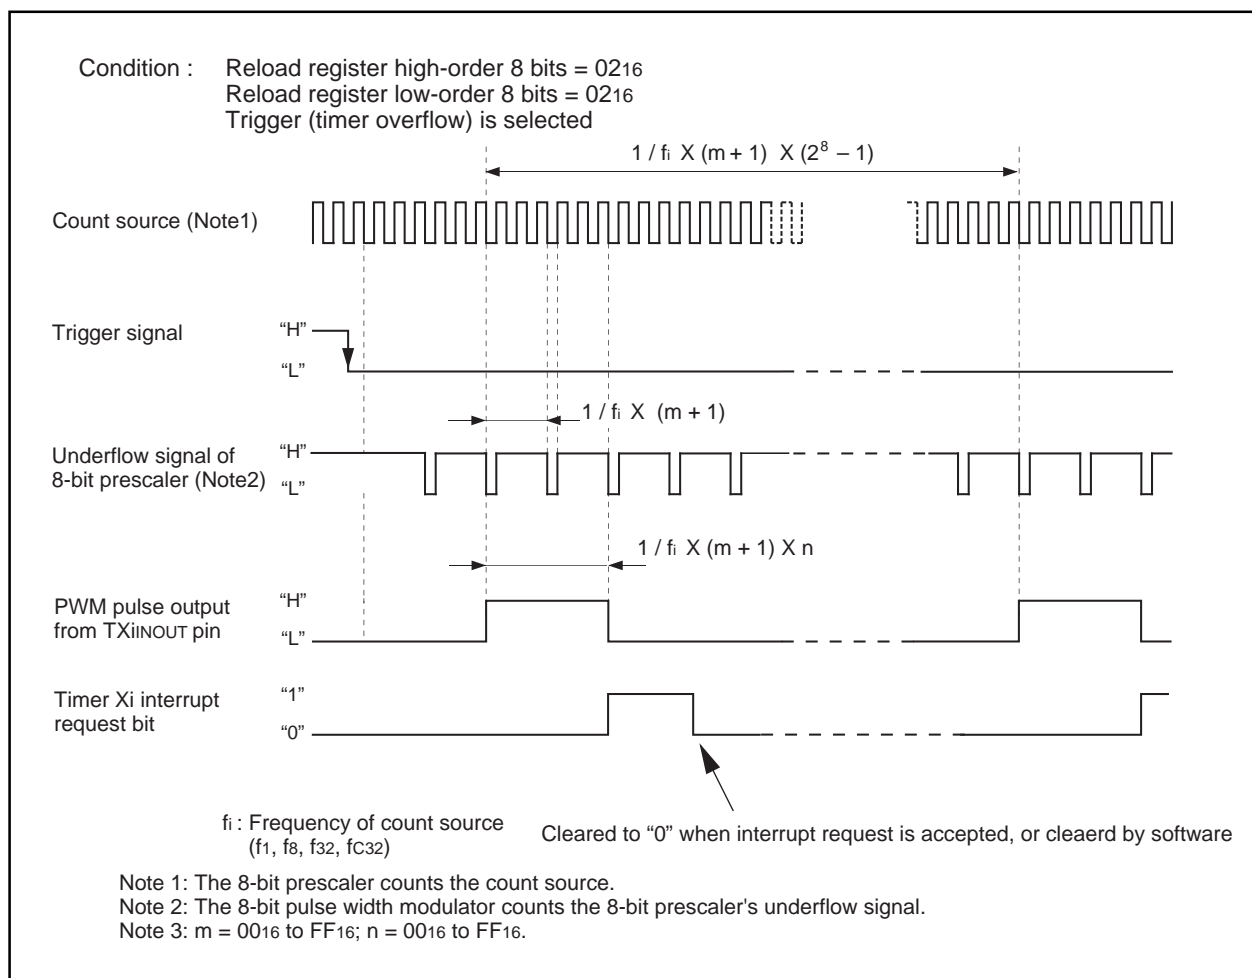 Condition : Reload register high-order 8 bits = 0216
Reload register low-order 8 bits = 0216
Trigger (timer overflow) is selected
1 / fi X (m + 1) X (2^8 – 1)
Count source (Note1)
Trigger signal
“H”
“L”
1 / fi X (m + 1)
Underflow signal of
8-bit prescaler (Note2)
“H”
“L”
1 / fi X (m + 1) X n
PWM pulse output
from TXiINOUT pin
“H”
“L”
Timer Xi interrupt
request bit
“1”
“0”
fi : Frequency of count source
(f1, f8, f32, fC32)
Cleared to “0” when interrupt request is accepted, or cleaerd by software
Note 1: The 8-bit prescaler counts the count source.
Note 2: The 8-bit pulse width modulator counts the 8-bit prescaler's underflow signal.
Note 3: m = 0016 to FF16; n = 0016 to FF16.